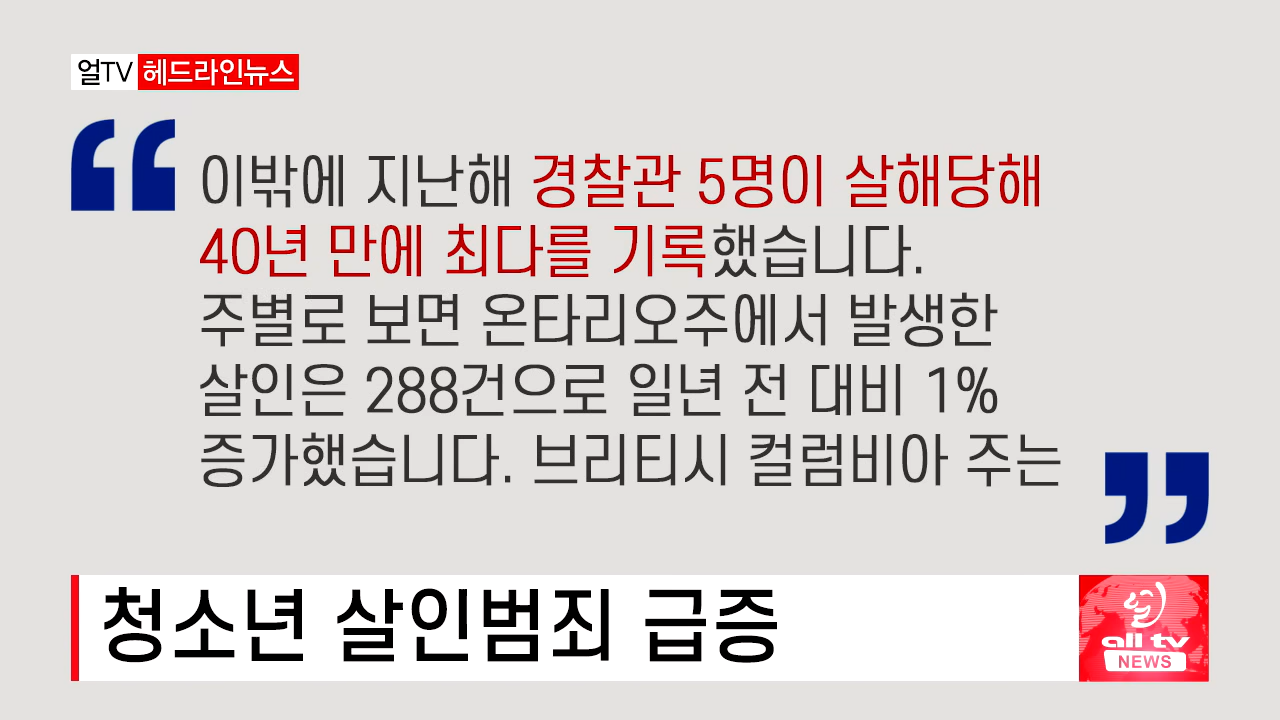 얼TV 헤드라인뉴스
이밖에 지난해 경찰관 5명이 살해당해
40년 만에 최다를 기록했습니다.
주별로 보면 온타리오주에서 발생한
살인은 288건으로 일년 전 대비 1%
증가했습니다. 브리티시 컬럼비아 주는
청소년 살인범죄 급증
얼
all tv
NEWS